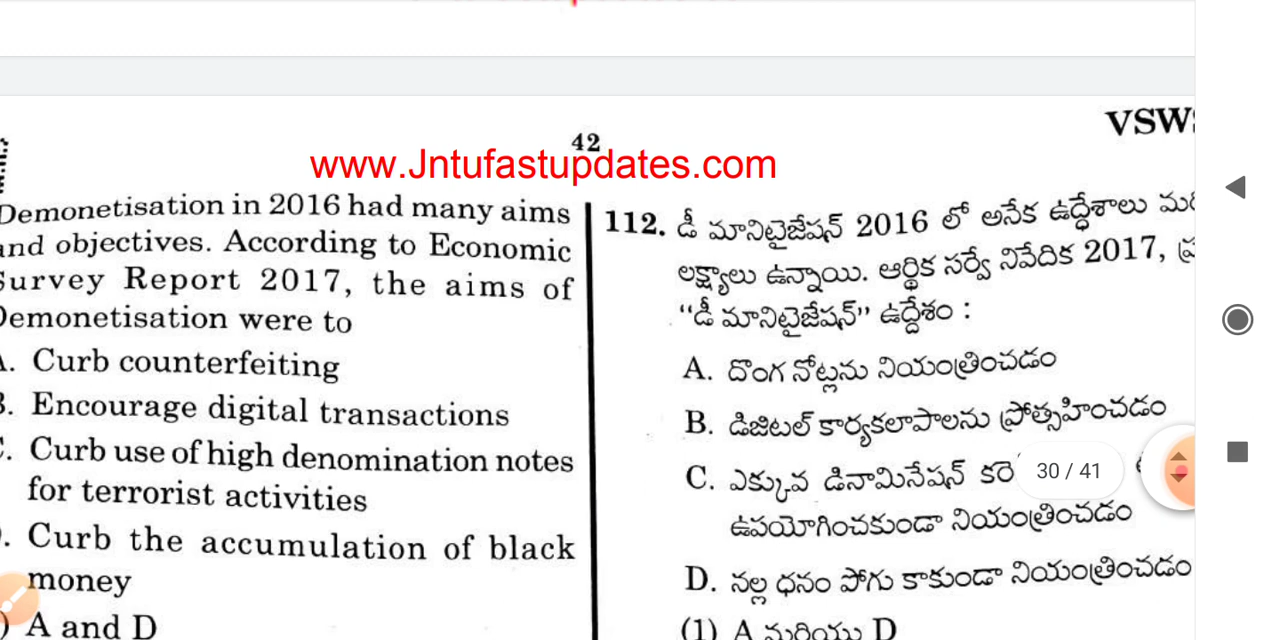 VSW
42
www.Jntufastupdates.com
Demonetisation in 2016 had many aims
and objectives. According to Economic
Survey Report 2017, the aims of
Demonetisation were to
A. Curb counterfeiting
B. Encourage digital transactions
C. Curb use of high denomination notes
for terrorist activities
D. Curb the accumulation of black
money
A and D
112. డీ మానిటైజేషన్ 2016 లో అనేక ఉద్దేశాలు
లక్ష్యాలు ఉన్నాయి. ఆర్థిక సర్వే నివేదిక 2017,
“డీ మానిటైజేషన్” ఉద్దేశం :
A. దొంగ నోట్లను నియంత్రించడం
B. డిజిటల్ కార్యకలాపాలను ప్రోత్సహించడం
C. ఎక్కువ డినామినేషన్
ఉపయోగించకుండా నియంత్రించడం
D. నల్ల ధనం పోగు కాకుండా నియంత్రించడం
(1) A మరియు D
30 / 41